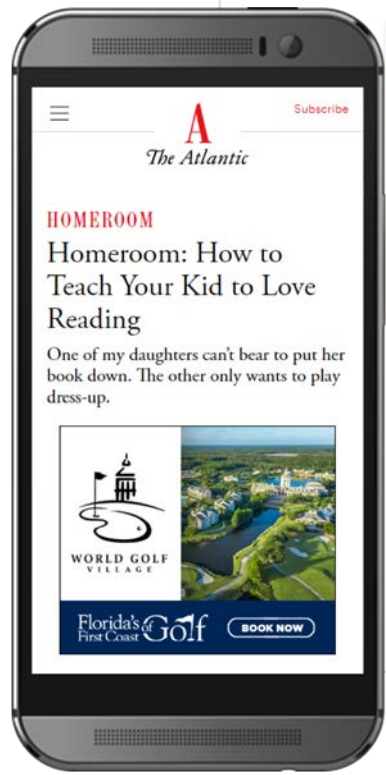 Subscribe
A
The Atlantic
HOMEROOM
Homeroom: How to
Teach Your Kid to Love
Reading
One of my daughters can't bear to put her
book down. The other only wants to play
dress-up.
WORLD GOLF
VILLAGE
Florida's
First Coast of Golf
BOOK NOW